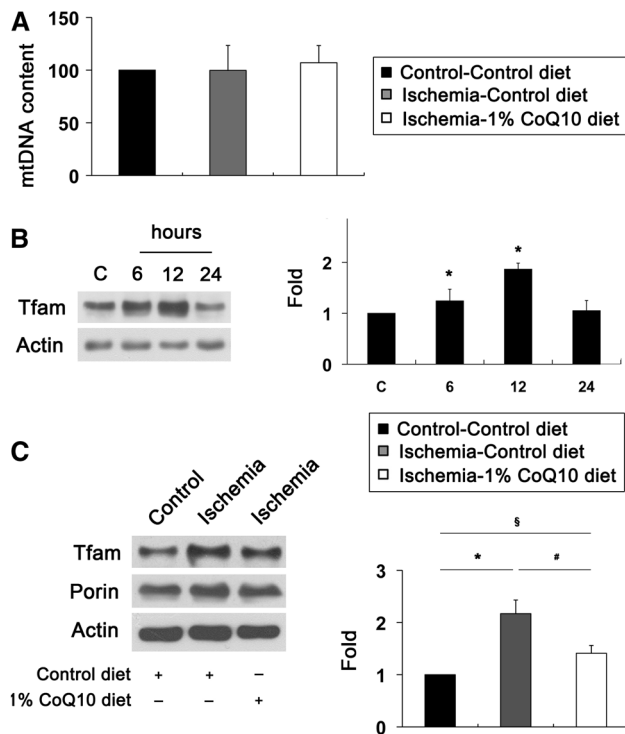 A
150
100
50
0
mtDNA content
Control-Control diet
Ischemia-Control diet
Ischemia-1% CoQ10 diet
B
hours
C 6 12 24
Tfam
Actin
2
1
0
Fold
* *
C 6 12 24
Control-Control diet
Ischemia-Control diet
Ischemia-1% CoQ10 diet
C
Control Ischemia Ischemia
Tfam
Porin
Actin
Control diet + + –
1% CoQ10 diet – – +
§
* #
3
2
1
0
Fold